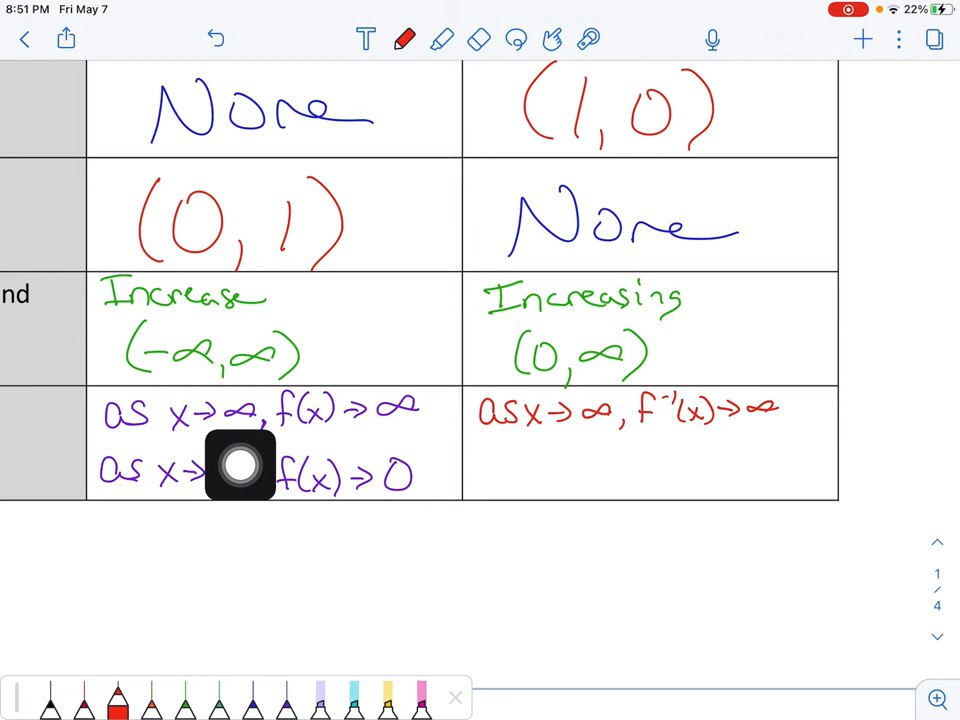 8:51 PM Fri May 7
22%
None
(1, 0)
(0, 1)
None
nd
Increase
(-∞, ∞)
Increasing
(0, ∞)
as x→∞, f(x)→∞
as x→ f(x)→0
as x→∞, f⁻¹(x)→∞
1
/
4